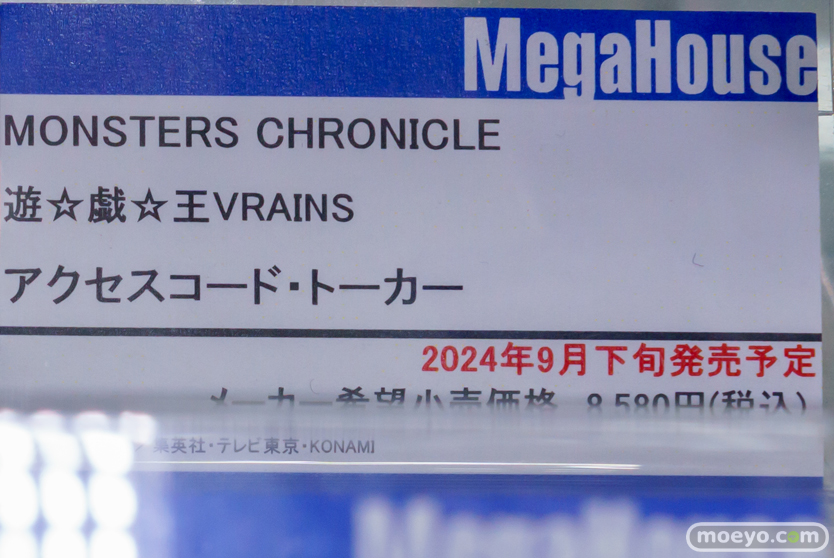 MegaHouse
MONSTERS CHRONICLE
遊☆戯☆王VRAINS
アクセスコード・トーカー
2024年9月下旬発売予定
メーカー希望小売価格 8,580円(税込)
集英社・テレビ東京・KONAMI
MegaHouse
moeyo.com